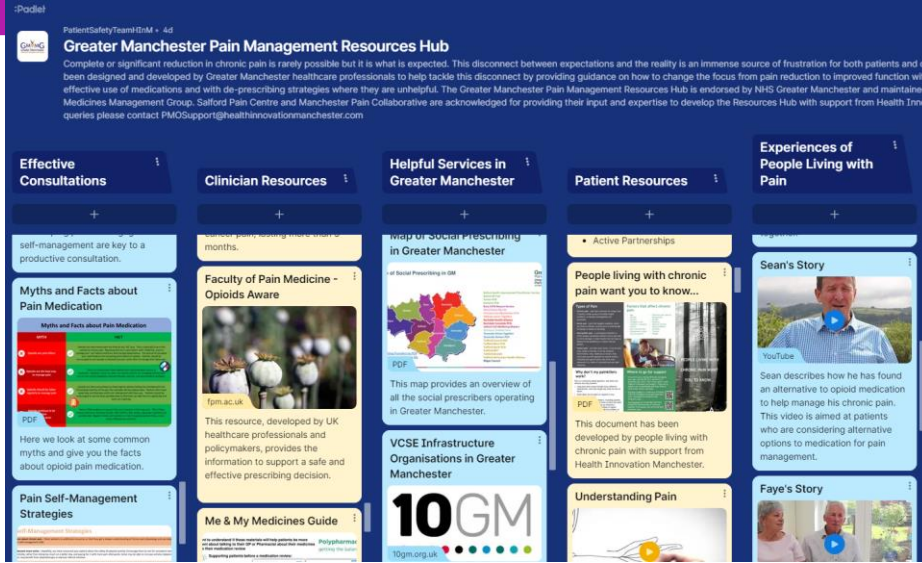 :Padlet
PatientSafetyTeamHInM • 4d
Greater Manchester Pain Management Resources Hub
Complete or significant reduction in chronic pain is rarely possible but it is what is expected. This disconnect between expectations and the reality is an immense source of frustration for both patients and
been designed and developed by Greater Manchester healthcare professionals to help tackle this disconnect by providing guidance on how to change the focus from pain reduction to improved function
effective use of medications and with de-prescribing strategies where they are unhelpful. The Greater Manchester Pain Management Resources Hub is endorsed by NHS Greater Manchester and
Medicines Management Group. Salford Pain Centre and Manchester Pain Collaborative are acknowledged for providing their input and expertise to develop the Resources Hub with support from Health
queries please contact PMOSupport@healthinnovationmanchester.com
Effective
Consultations
self-management are key to a
productive consultation.
Myths and Facts about
Pain Medication
Myths and Facts about Pain Medication
PDF
Here we look at some common
myths and give you the facts
about opioid pain medication.
Pain Self-Management
Strategies
Clinician Resources
months.
Faculty of Pain Medicine -
Opioids Aware
fpm.ac.uk
This resource, developed by UK
healthcare professionals and
policymakers, provides the
information to support a safe and
effective prescribing decision.
Me & My Medicines Guide
Helpful Services in
Greater Manchester
Map of Social Prescribing
in Greater Manchester
of Social Prescribing in GM
PDF
This map provides an overview of
all the social prescribers operating
in Greater Manchester.
VCSE Infrastructure
Organisations in Greater
Manchester
10GM
10gm.org.uk
Patient Resources
• Active Partnerships
People living with chronic
pain want you to know...
PDF
This document has been
developed by people living with
chronic pain with support from
Health Innovation Manchester.
Understanding Pain
Experiences of
People Living with
Pain
Sean's Story
YouTube
Sean describes how he has found
an alternative to opioid medication
to help manage his chronic pain.
This video is aimed at patients
who are considering alternative
options to medication for pain
management.
Faye's Story